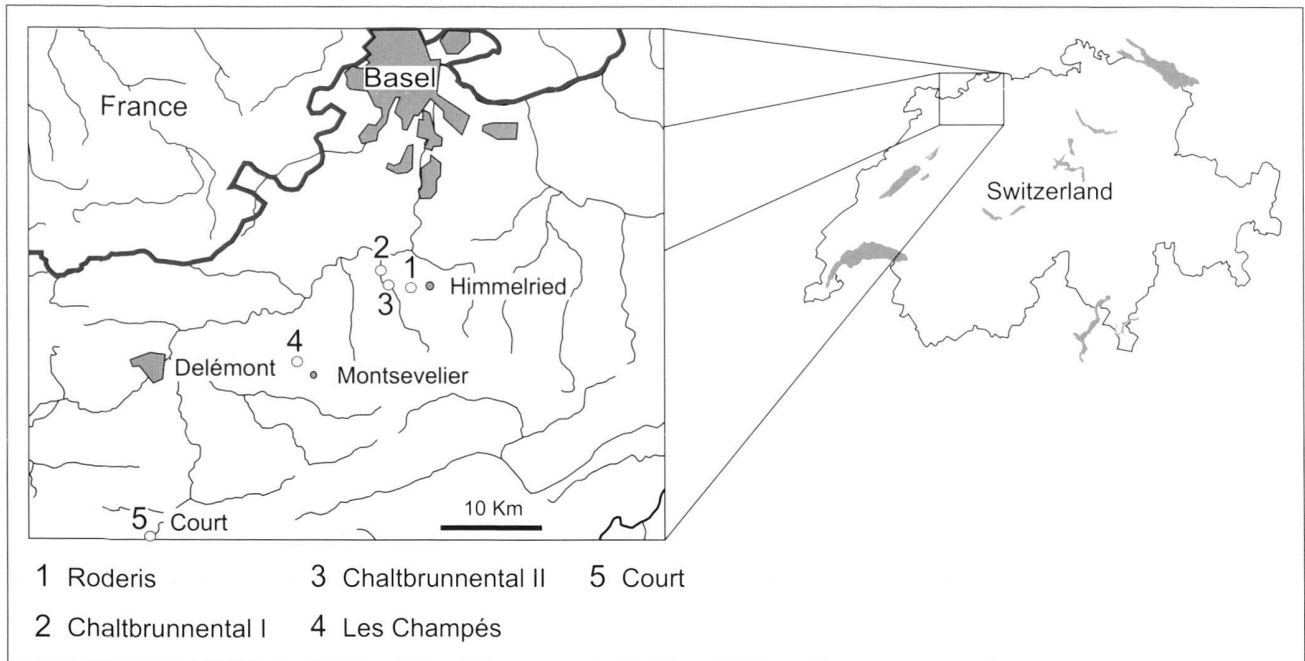 Basel
France
Switzerland
2
1
Himmelried
3
4
Delémont
Montsevelier
10 Km
5 Court
1 Roderis 3 Chaltbrunnental II 5 Court
2 Chaltbrunnental I 4 Les Champés